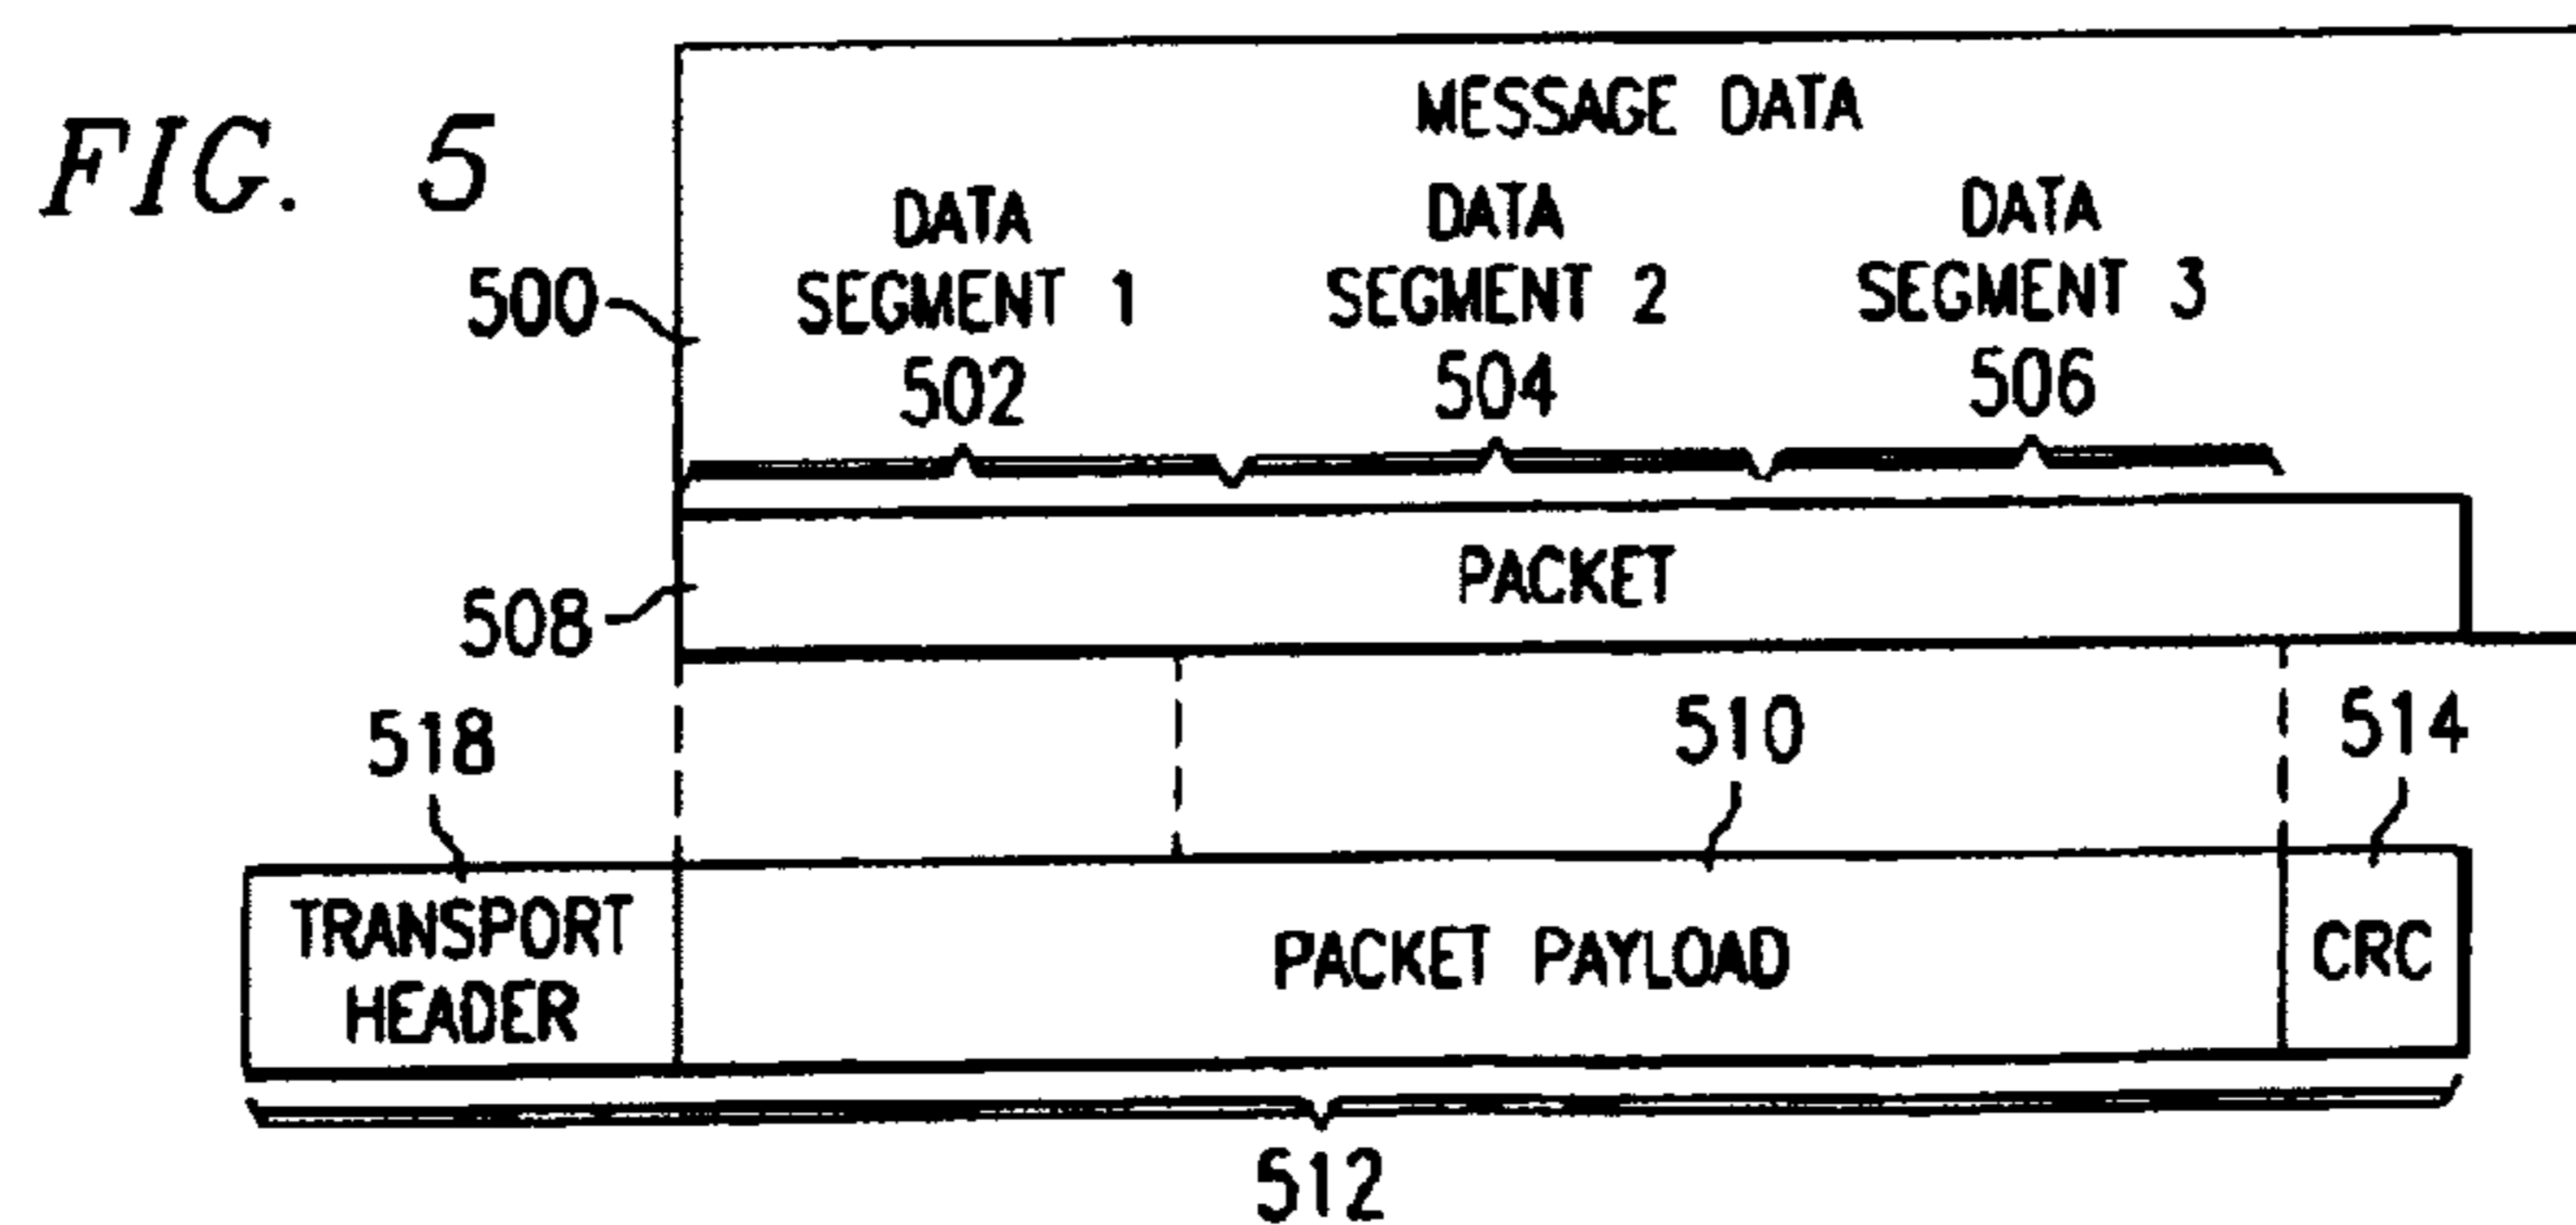 FIG. 5
MESSAGE DATA
DATA SEGMENT 1
502
DATA SEGMENT 2
504
DATA SEGMENT 3
506
500
PACKET
508
518
510
514
TRANSPORT
HEADER
PACKET PAYLOAD
CRC
512